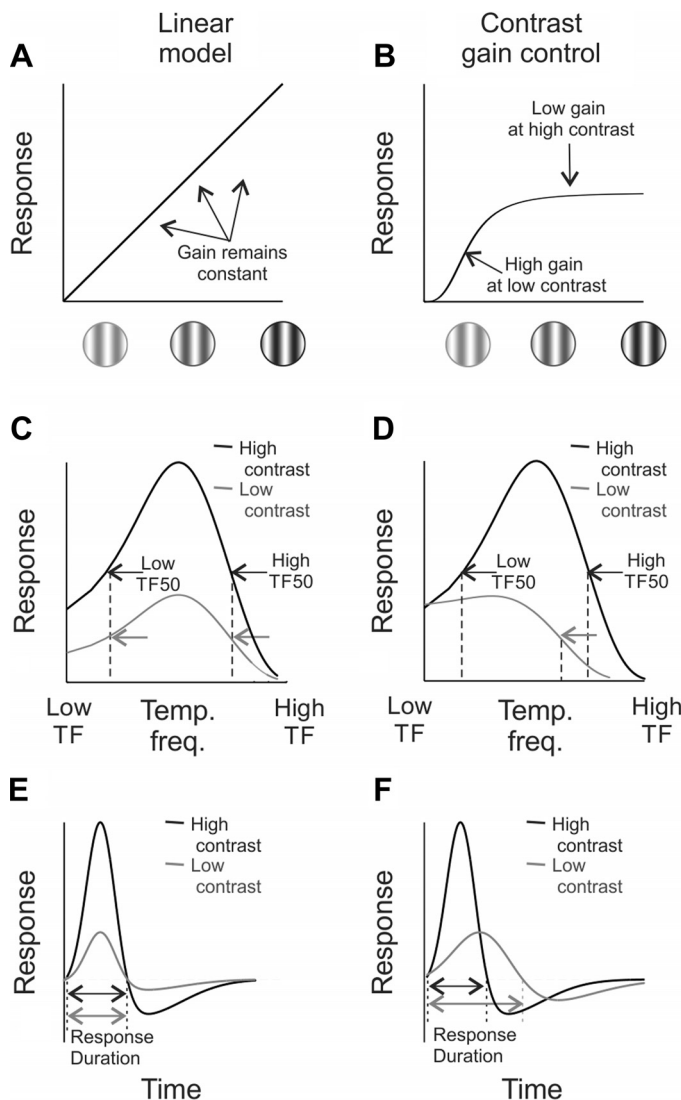 Linear
model
Contrast
gain control
A
B
Response
Gain remains
constant
Response
Low gain
at high contrast
High gain
at low contrast
C
D
Response
High
contrast
Low
contrast
Low
TF50
High
TF50
Low
TF
Temp.
freq.
High
TF
Response
High
contrast
Low
contrast
Low
TF50
High
TF50
Low
TF
Temp.
freq.
High
TF
E
F
Response
High
contrast
Low
contrast
Response
Duration
Time
Response
High
contrast
Low
contrast
Response
Duration
Time